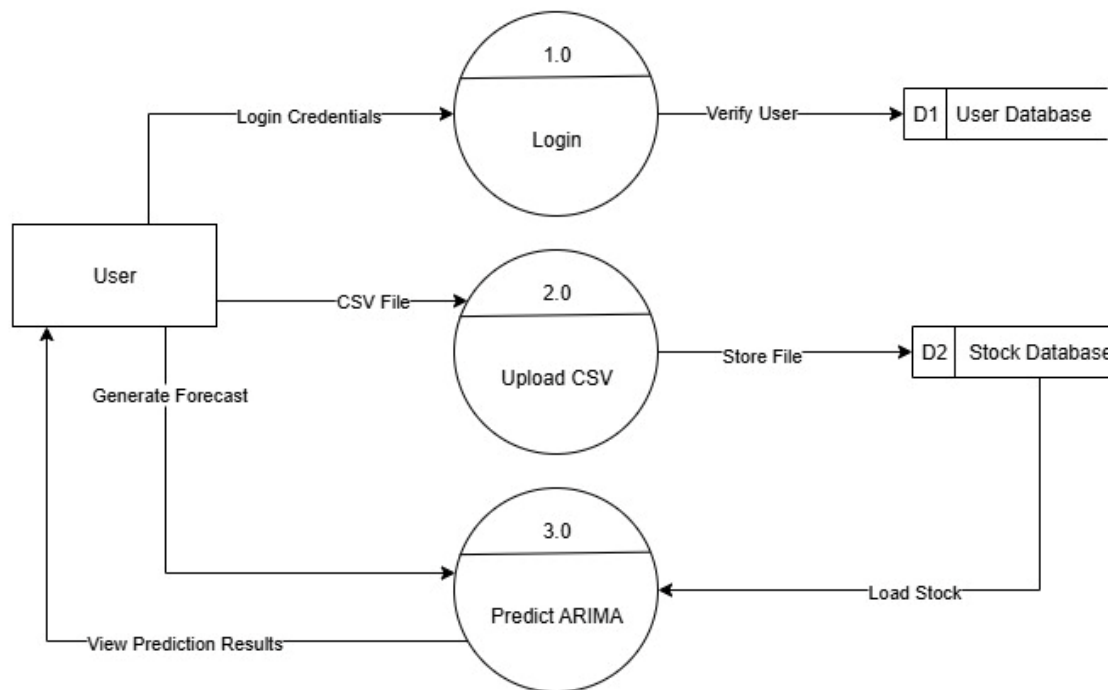 1.0
Login Credentials
Verify User
D1
User Database
Login
User
2.0
CSV File
Store File
D2
Stock Database
Upload CSV
Generate Forecast
3.0
Load Stock
Predict ARIMA
View Prediction Results